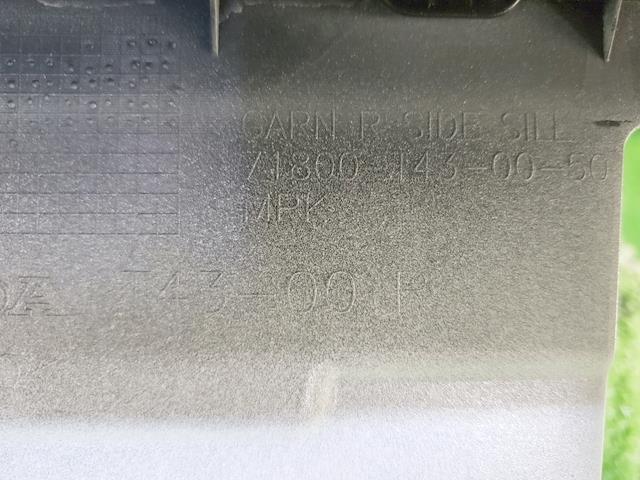 GARN R SIDE SILL
71800-T43-00-50
MPK
T43-00 R